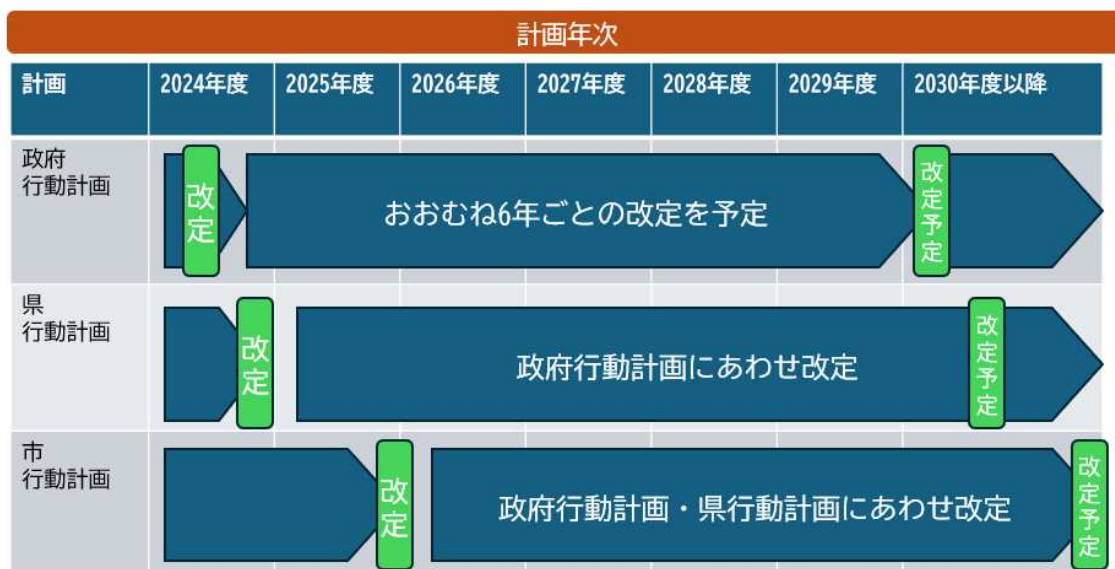 計画年次
計画 2024年度 2025年度 2026年度 2027年度 2028年度 2029年度 2030年度以降
政府
行動計画
改定
おおむね6年ごとの改定を予定
改定予定
県
行動計画
改定
政府行動計画にあわせ改定
改定予定
市
行動計画
改定
政府行動計画・県行動計画にあわせ改定
改定予定